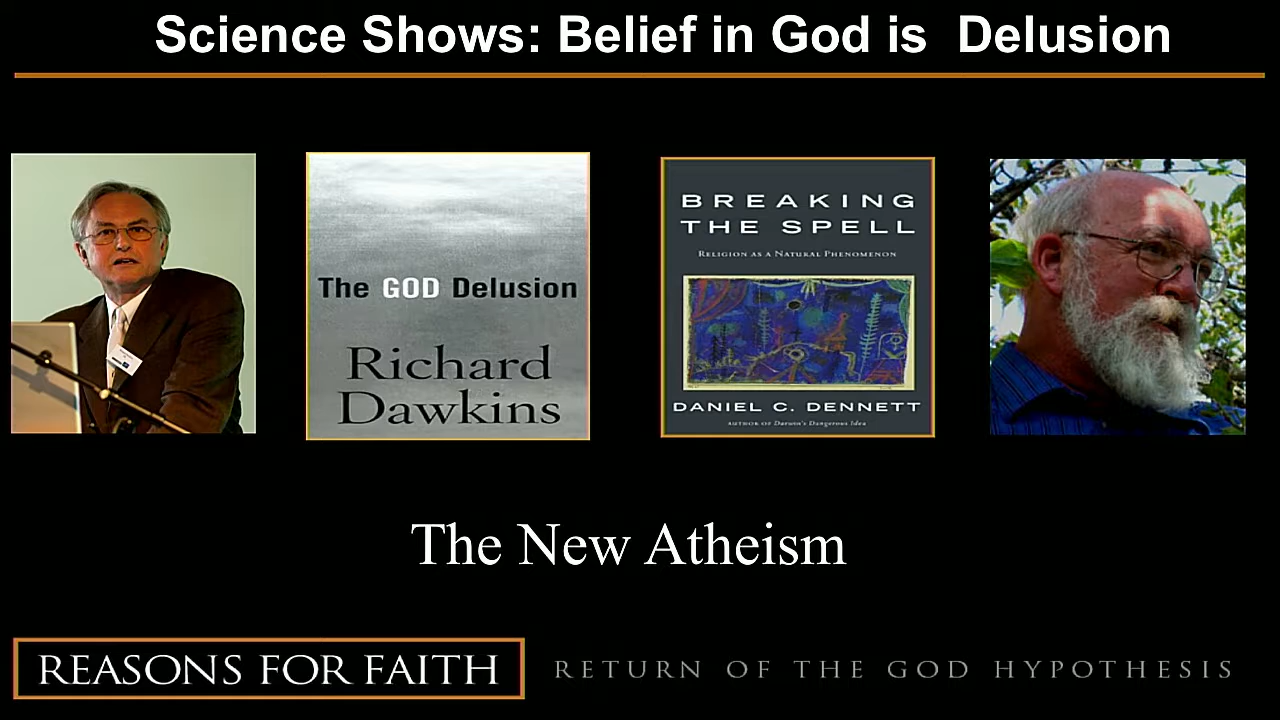 Science Shows: Belief in God is  Delusion
The GOD Delusion
Richard
Dawkins
BREAKING
THE SPELL
RELIGION AS A NATURAL PHENOMENON
DANIEL C. DENNETT
AUTHOR OF Darwin's Dangerous Idea
The New Atheism
REASONS FOR FAITH
RETURN OF THE GOD HYPOTHESIS